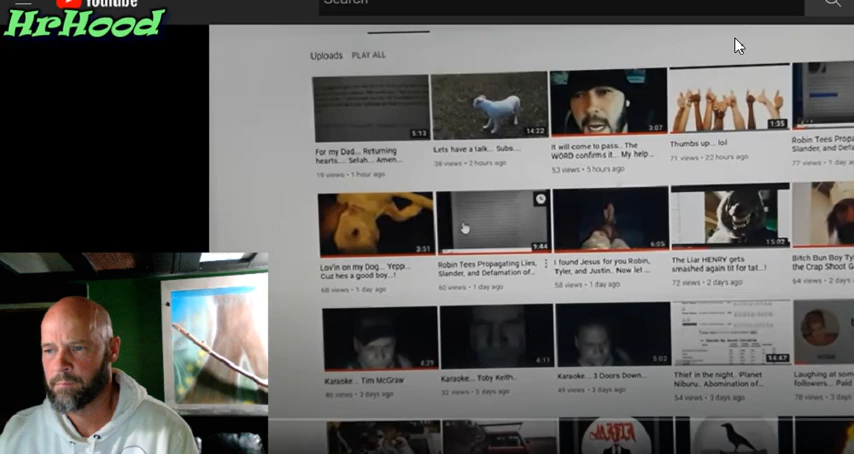 YouTube
Search
HrHood
Uploads PLAY ALL
5:13
14:22
3:07
1:35
For my Dad... Returning
hearts.... Selah... Amen...
19 views • 1 hour ago
Lets have a talk... Subs....
38 views • 2 hours ago
It will come to pass.. The
WORD confirms it... My help...
53 views • 5 hours ago
Thumbs up... lol
71 views • 22 hours ago
Robin Tees Propa
Slander, and Defa
77 views • 1 day a
3:51
9:44
6:05
15:07
Lov'in on my Dog... Yepp...
Cuz hes a good boy...!
68 views • 1 day ago
Robin Tees Propagating Lies,
Slander, and Defamation of...
60 views • 1 day ago
I found Jesus for you Robin,
Tyler, and Justin.. Now let ...
58 views • 1 day ago
The Liar HENRY gets
smashed again tit for tat...!
72 views • 2 days ago
Bitch Bun Boy Ty
the Crap Shoot G
64 views • 2 days
4:29
4:11
5:02
14:47
Karaoke... Tim McGraw
46 views • 3 days ago
Karaoke... Toby Keith..
32 views • 3 days ago
Karaoke... 3 Doors Down...
49 views • 3 days ago
Thief in the night.. Planet
Niburu.. Abomination of...
54 views • 3 days ago
Laughing at som
followers... Paid
78 views • 3 days